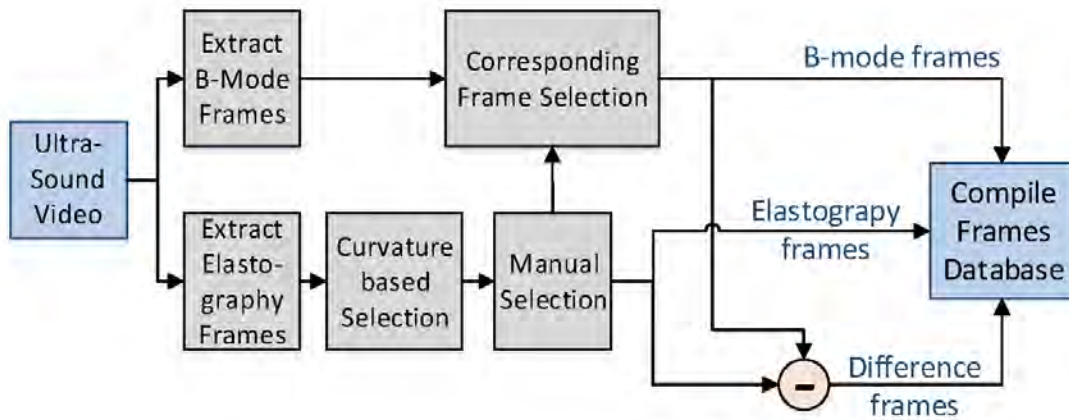 Ultra-
Sound
Video
Extract
B-Mode
Frames
Corresponding
Frame Selection
B-mode frames
Extract
Elasto-
graphy
Frames
Curvature
based
Selection
Manual
Selection
Elastograpy
frames
Compile
Frames
Database
-
Difference
frames